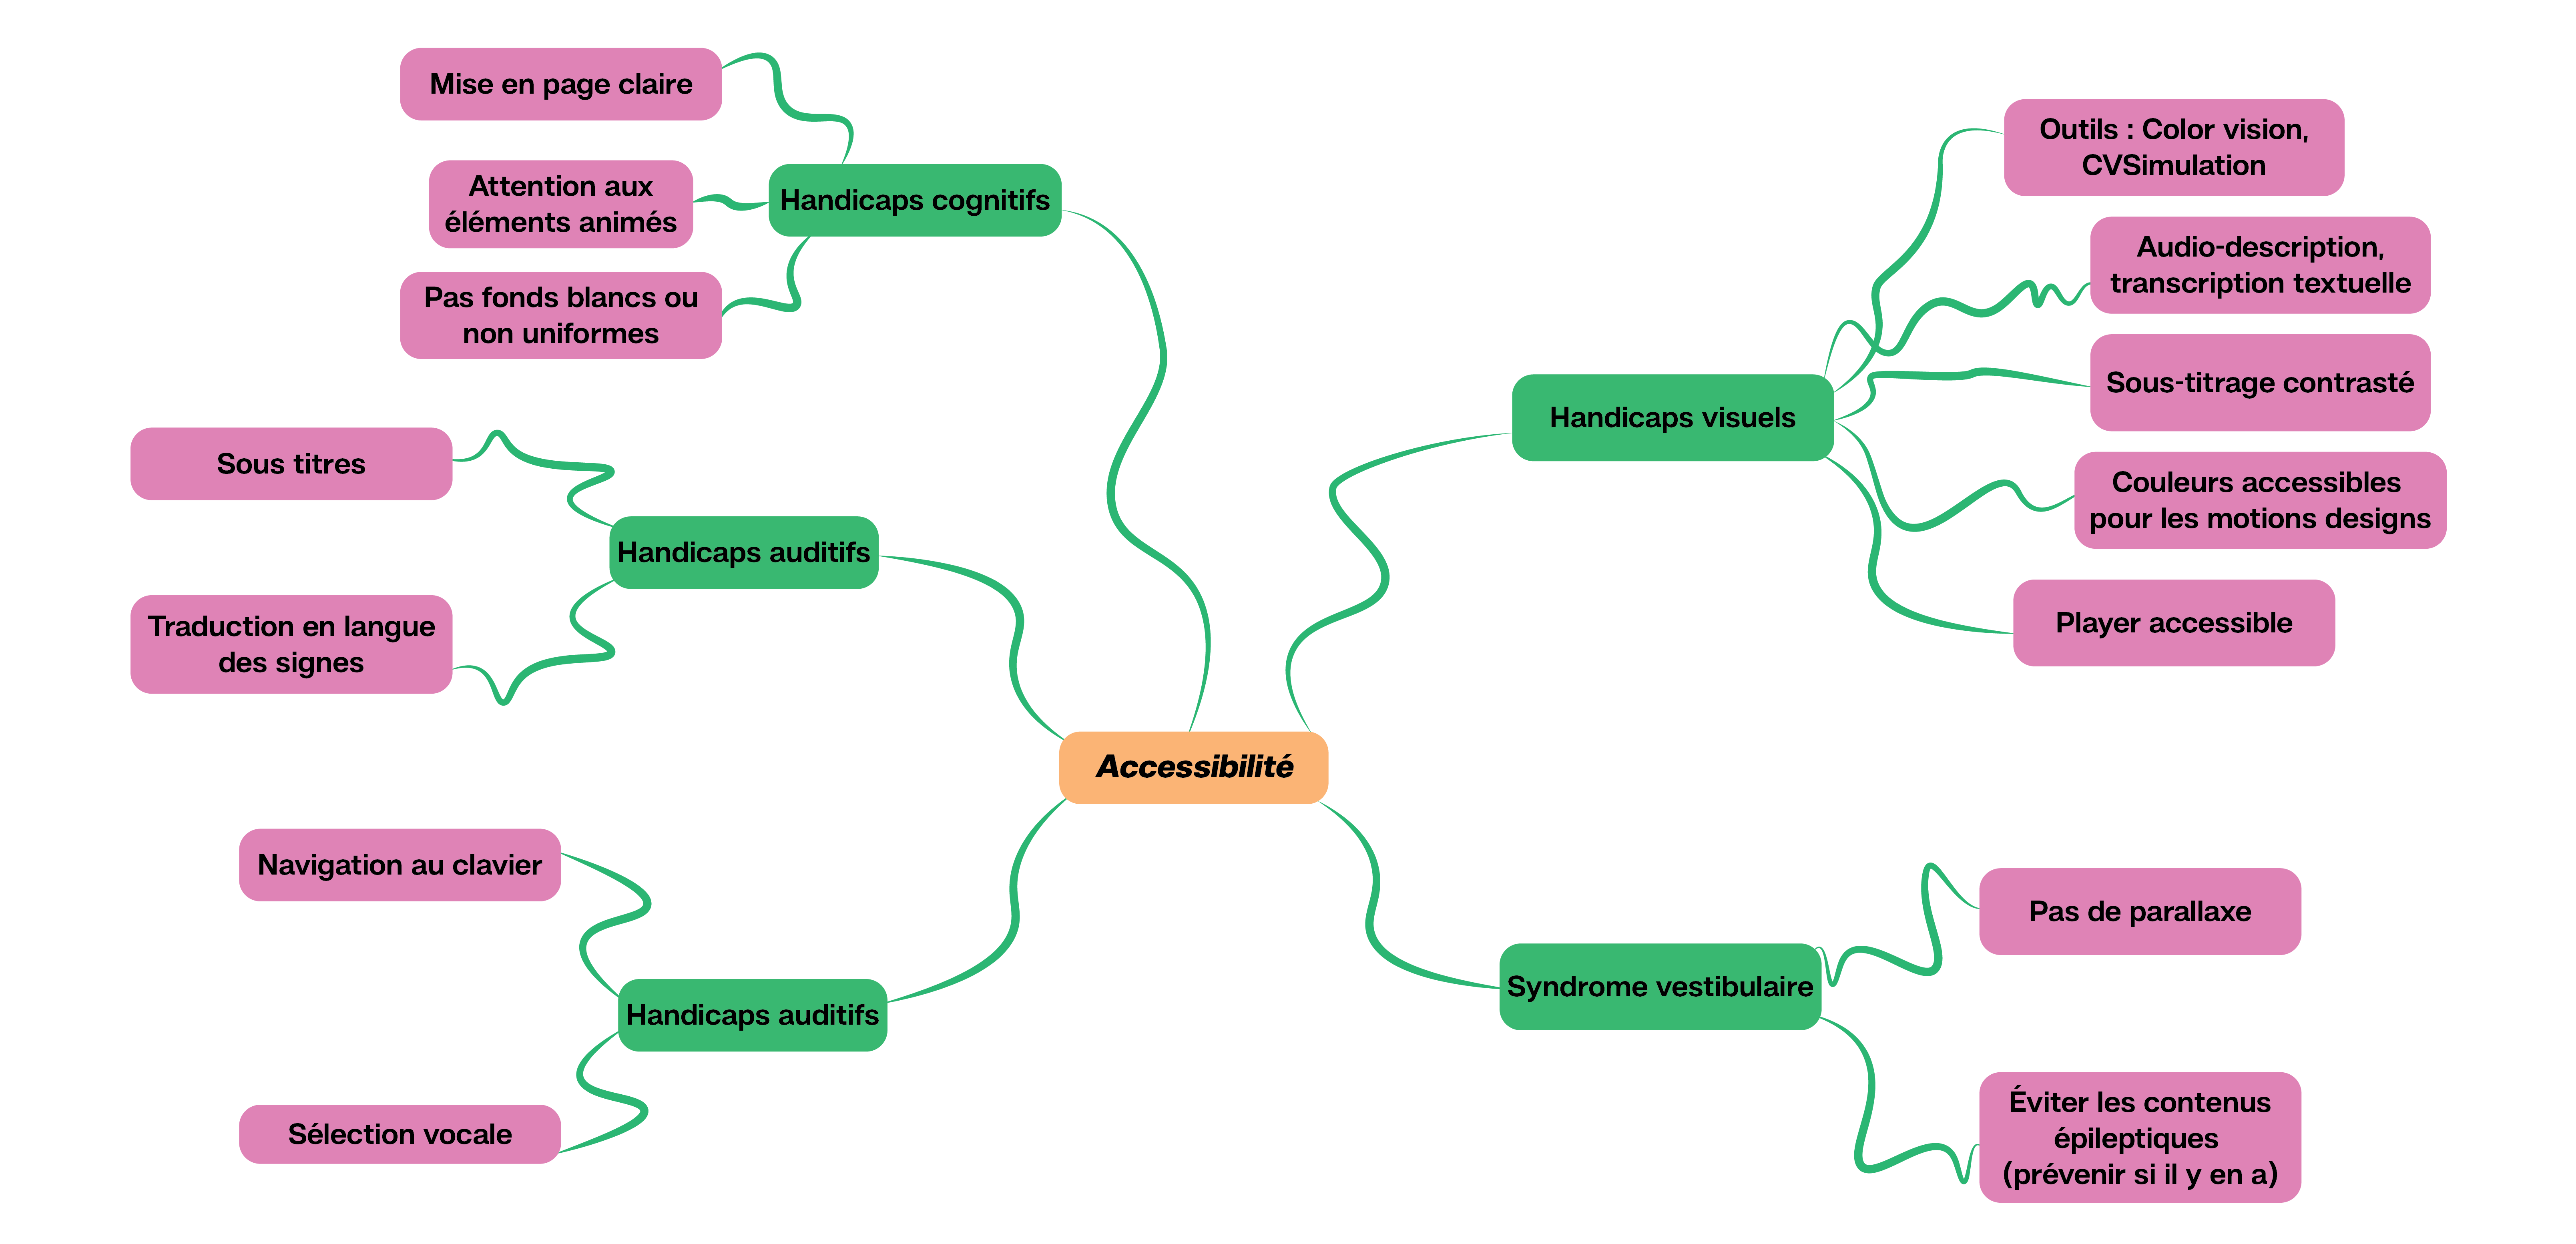 Mise en page claire
Attention aux
éléments animés
Pas fonds blancs ou
non uniformes
Handicaps cognitifs
Sous titres
Traduction en langue
des signes
Handicaps auditifs
Accessibilité
Navigation au clavier
Sélection vocale
Handicaps auditifs
Handicaps visuels
Outils : Color vision,
CVSimulation
Audio-description,
transcription textuelle
Sous-titrage contrasté
Couleurs accessibles
pour les motions designs
Player accessible
Syndrome vestibulaire
Pas de parallaxe
Éviter les contenus
épileptiques
(prévenir si il y en a)